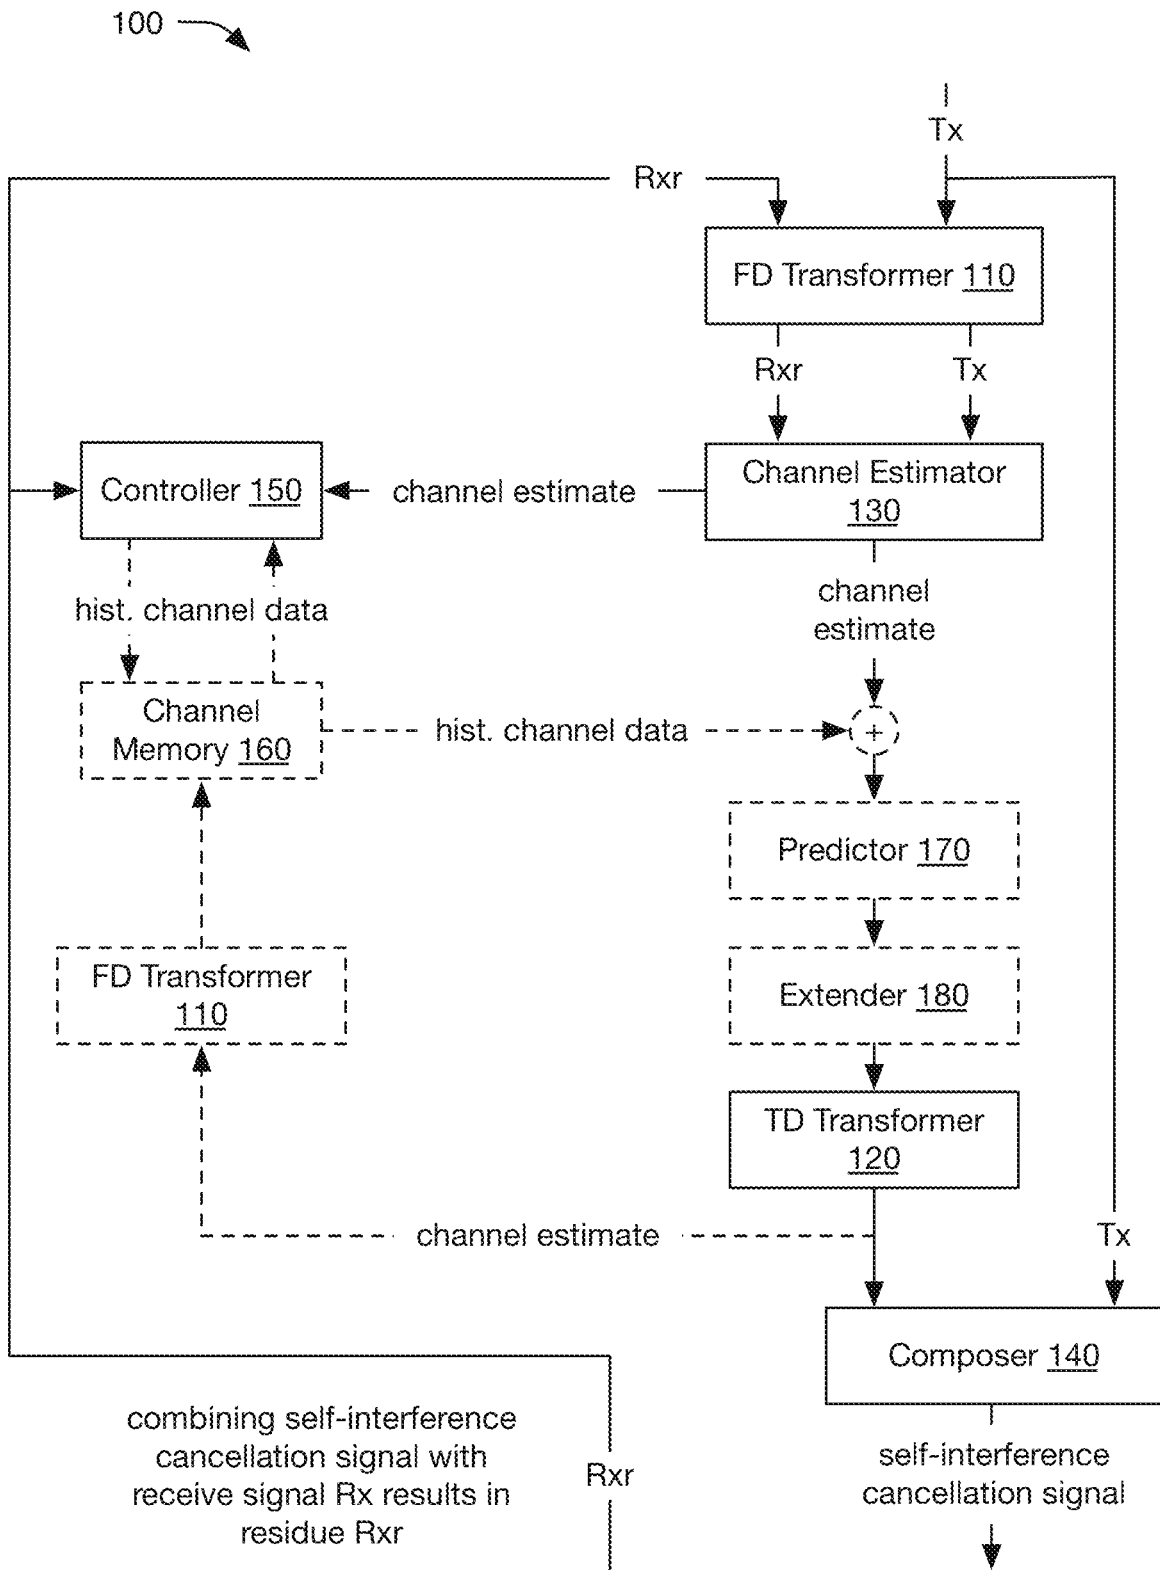 100
Tx
Rxr
FD Transformer 110
Rxr
Tx
Controller 150
channel estimate
Channel Estimator
130
hist. channel data
channel
estimate
Channel
Memory 160
hist. channel data
+
Predictor 170
FD Transformer
110
Extender 180
TD Transformer
120
channel estimate
Tx
Composer 140
combining self-interference
cancellation signal with
receive signal Rx results in
residue Rxr
Rxr
self-interference
cancellation signal